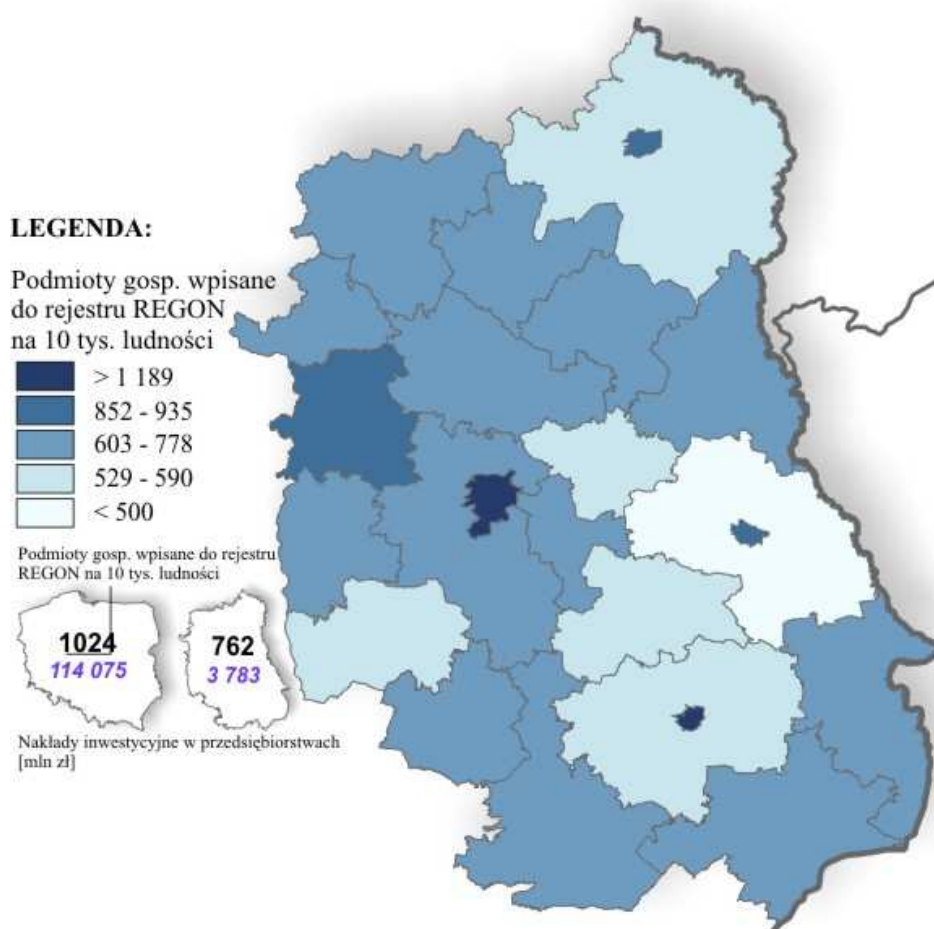 LEGENDA:
Podmioty gosp. wpisane
do rejestru REGON
na 10 tys. ludności
> 1 189
852 - 935
603 - 778
529 - 590
< 500
Podmioty gosp. wpisane do rejestru
REGON na 10 tys. ludności
1024
114 075
762
3 783
Nakłady inwestycyjne w przedsiębiorstwach
[mln zł]